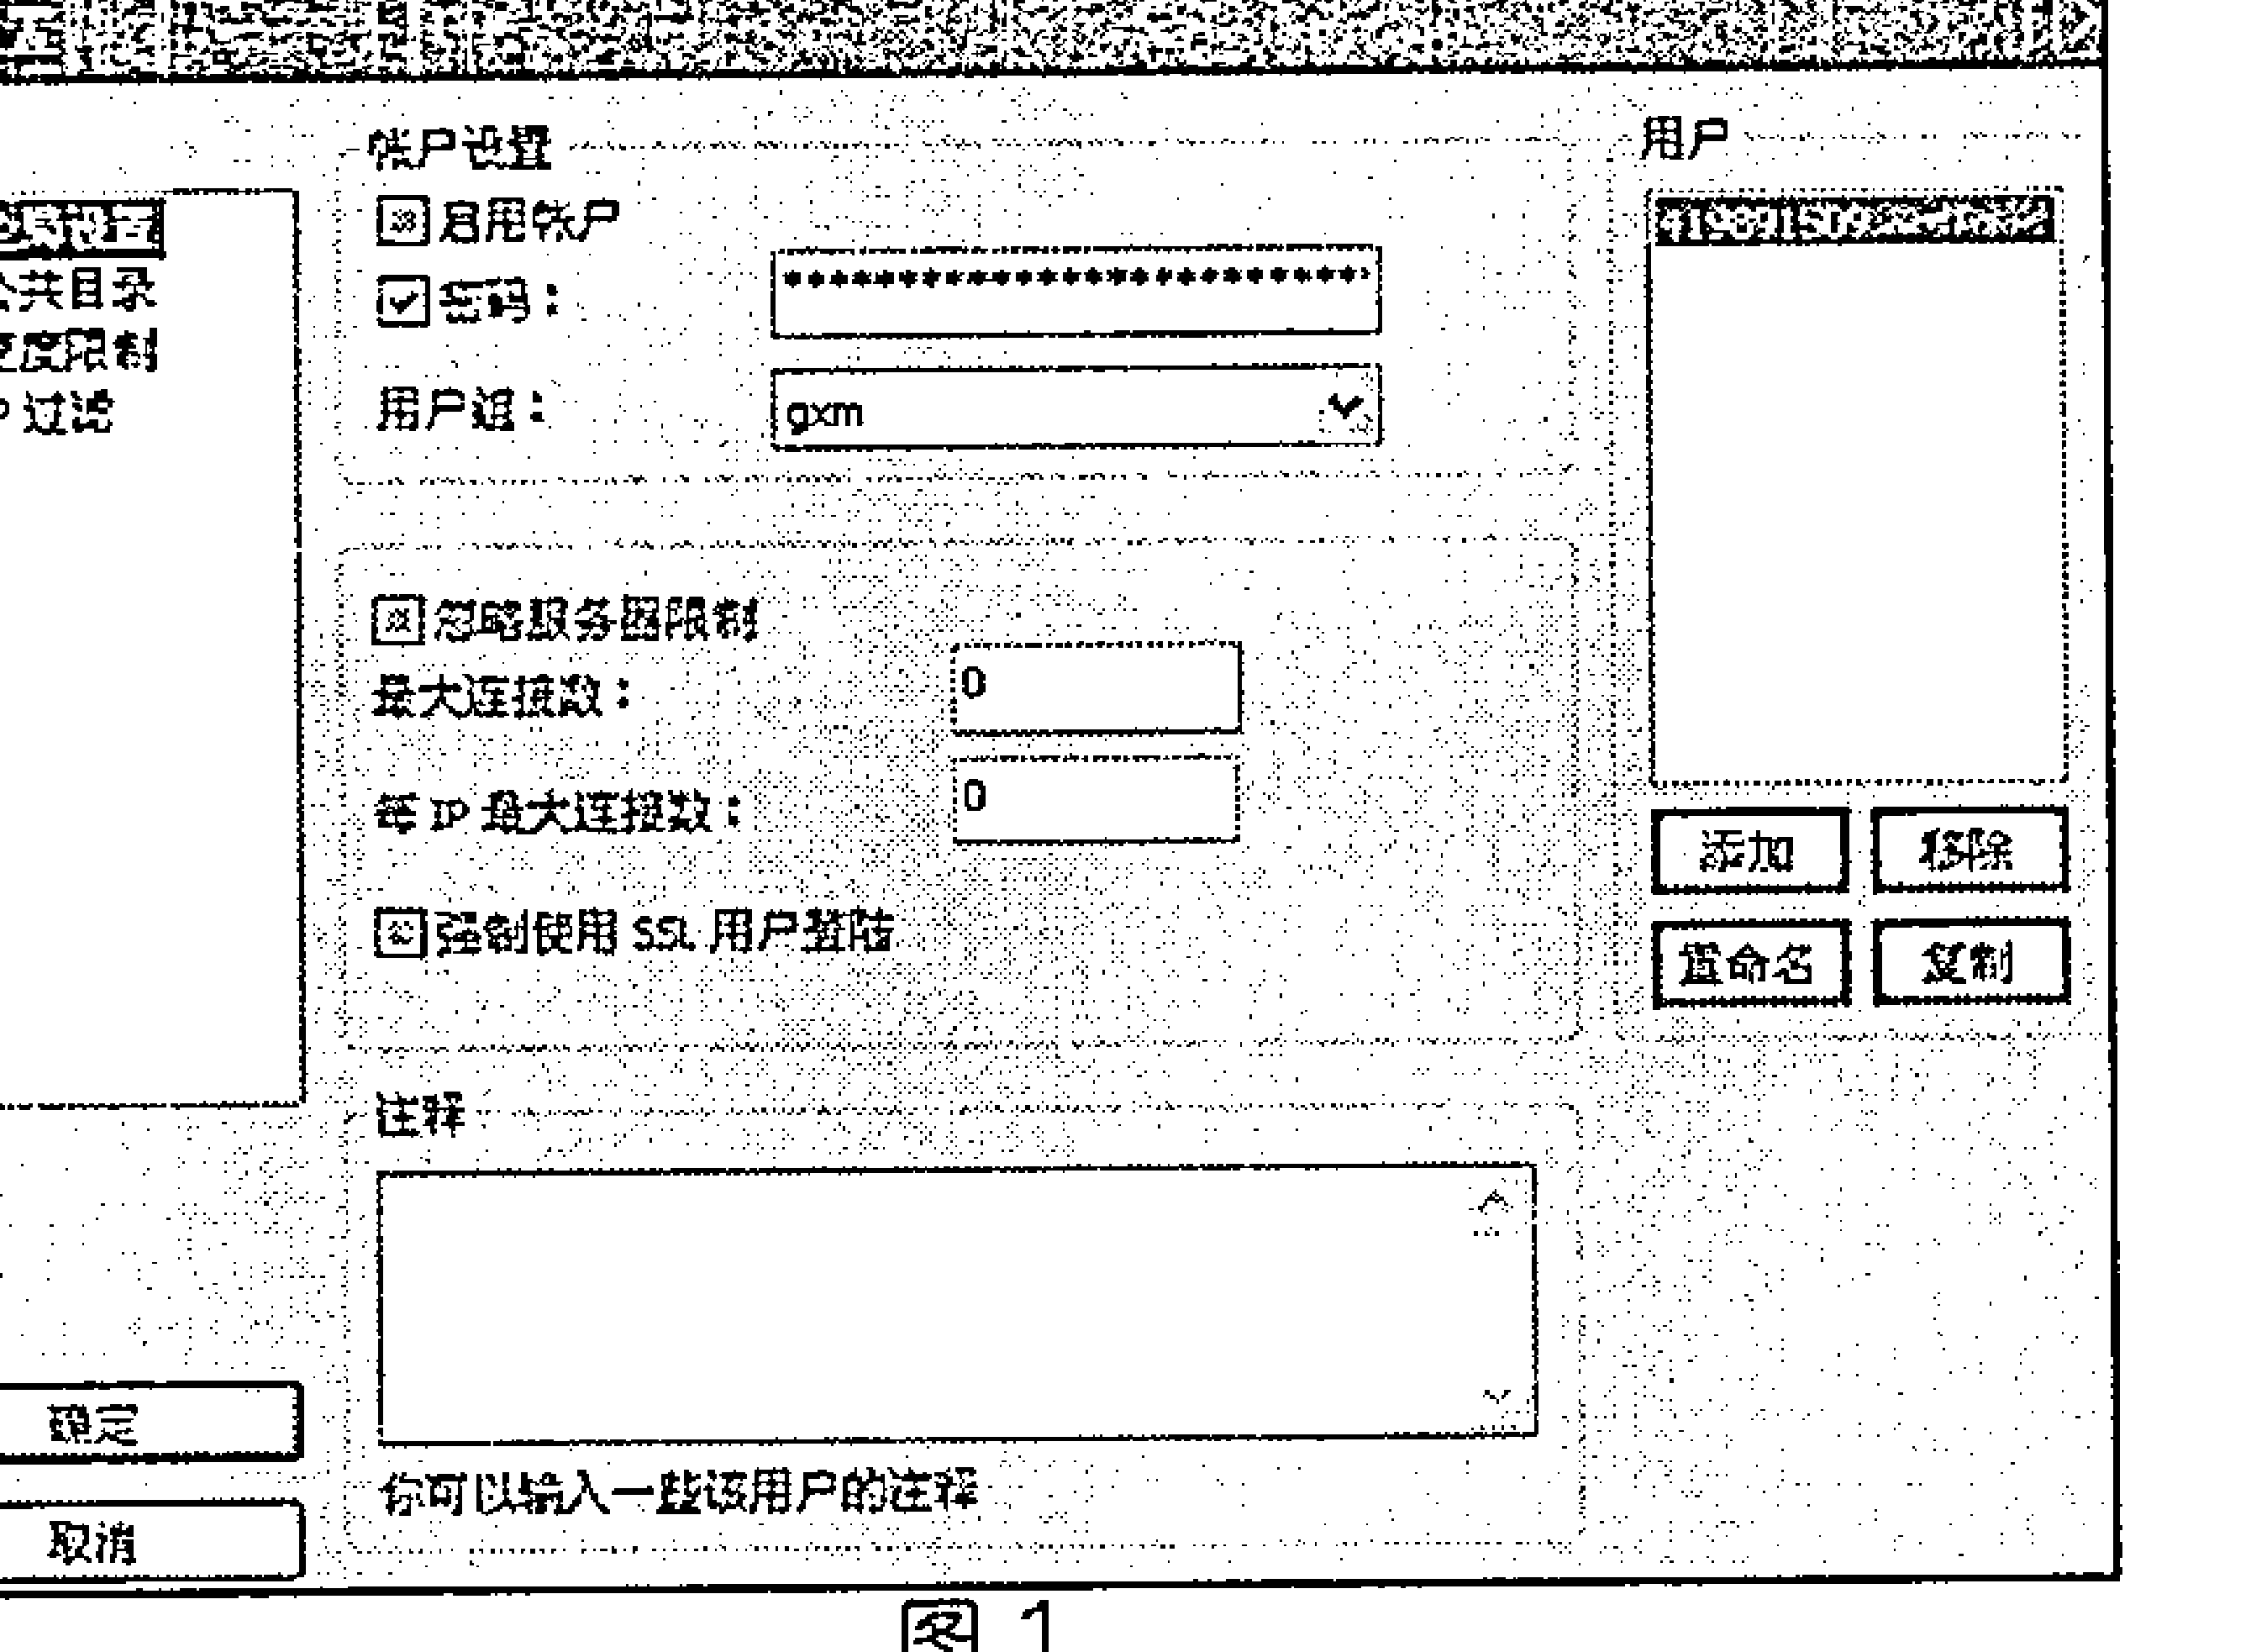 帐户设置
启用帐户
密码：
用户组：
gxm
忽略服务器限制
最大连接数：
0
每 IP 最大连接数：
0
强制使用 SSL 用户登陆
注释
你可以输入一些该用户的注释
公共目录
速度限制
IP 过滤
确定
取消
用户
添加
移除
重命名
复制
图 1